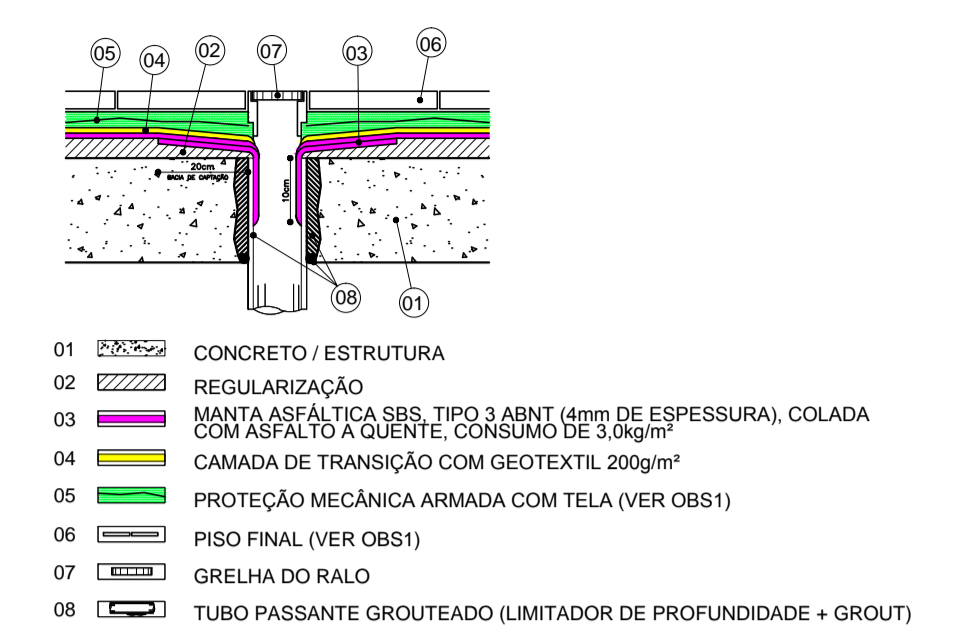 05
04
02
07
03
06
20cm
BACIA DE CAPTAÇÃO
10cm
08
01
01 CONCRETO / ESTRUTURA
02 REGULARIZAÇÃO
03 MANTA ASFÁLTICA SBS, TIPO 3 ABNT (4mm DE ESPESSURA), COLADA
COM ASFALTO A QUENTE, CONSUMO DE 3,0kg/m²
04 CAMADA DE TRANSIÇÃO COM GEOTEXTIL 200g/m²
05 PROTEÇÃO MECÂNICA ARMADA COM TELA (VER OBS1)
06 PISO FINAL (VER OBS1)
07 GRELHA DO RALO
08 TUBO PASSANTE GROUTEADO (LIMITADOR DE PROFUNDIDADE + GROUT)